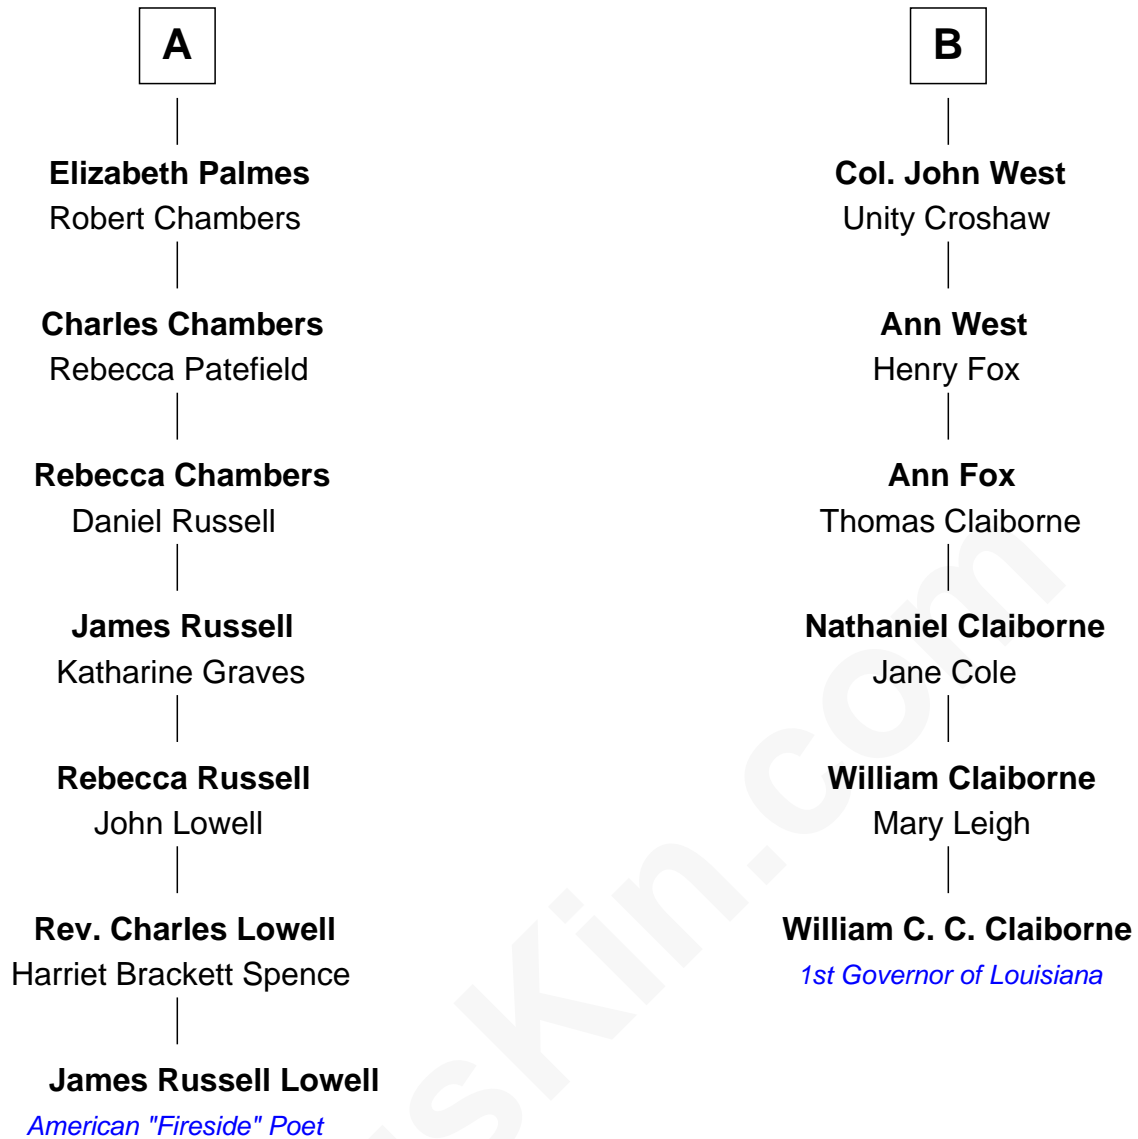 A
Elizabeth Palmes
Robert Chambers
Charles Chambers
Rebecca Patefield
Rebecca Chambers
Daniel Russell
James Russell
Katharine Graves
Rebecca Russell
John Lowell
Rev. Charles Lowell
Harriet Brackett Spence
James Russell Lowell
American "Fireside" Poet
B
Col. John West
Unity Croshaw
Ann West
Henry Fox
Ann Fox
Thomas Claiborne
Nathaniel Claiborne
Jane Cole
William Claiborne
Mary Leigh
William C. C. Claiborne
1st Governor of Louisiana